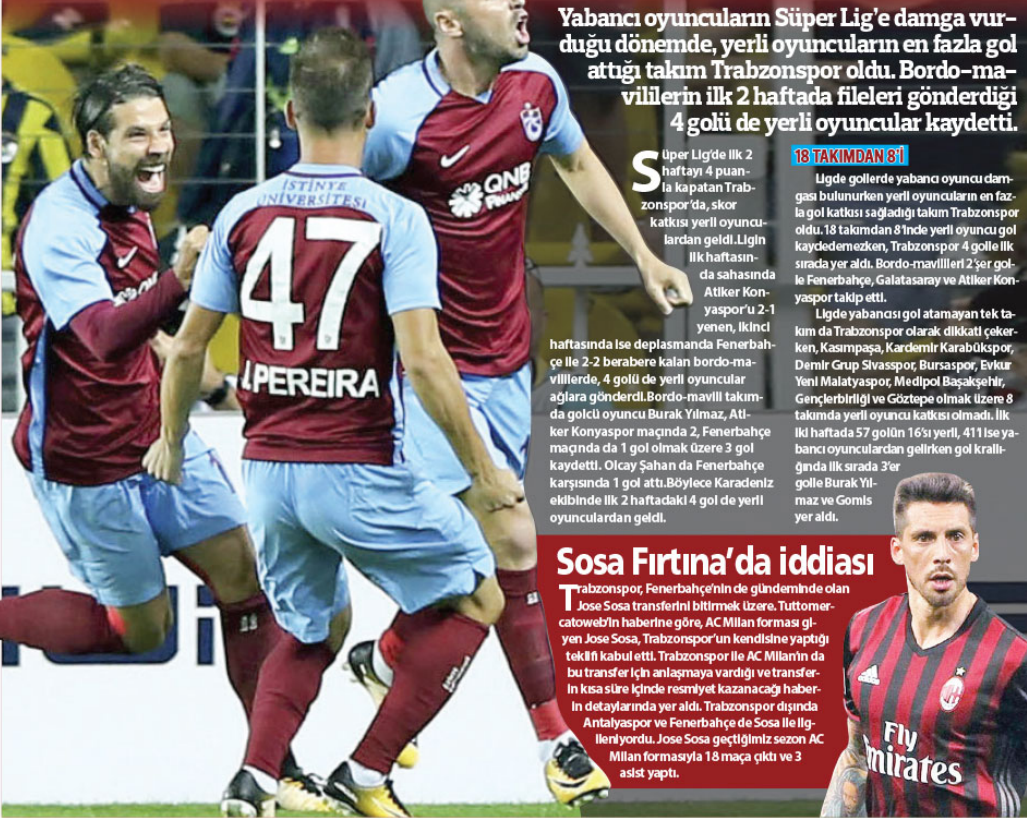 Yabancı oyuncuların Süper Lig'e damga vur-
duğu dönemde, yerli oyuncuların en fazla gol
attığı takım Trabzonspor oldu. Bordo-ma-
vililerin ilk 2 haftada fileleri gönderdiği
4 golü de yerli oyuncular kaydetti.
Süper Lig'de ilk 2
haftayı 4 puan-
la kapatan Trab-
zonspor'da, skor
katkısı yerli oyuncu-
lardan geldi.Ligin
ilk haftasın-
da sahasında
Atiker Kon-
yaspor'u 2-1
yenen, ikinci
haftasında ise deplasmanda Fenerbah-
çe ile 2-2 berabere kalan bordo-ma-
vililerde, 4 golü de yerli oyuncular
ağlara gönderdi.Bordo-mavili takım-
da golcü oyuncu Burak Yılmaz, Ati-
ker Konyaspor maçında 2, Fenerbahçe
maçında da 1 gol olmak üzere 3 gol
kaydetti. Olcay Şahan da Fenerbahçe
karşısında 1 gol attı.Böylece Karadeniz
ekibinde ilk 2 haftadaki 4 gol de yerli
oyunculardan geldi.
18 TAKIMDAN 8'İ
Ligde gollerde yabancı oyuncu dam-
gası bulunurken yerli oyuncuların en faz-
la gol katkısı sağladığı takım Trabzonspor
oldu. 18 takımdan 8'inde yerli oyuncu gol
kaydedemezken, Trabzonspor 4 golle ilk
sırada yer aldı. Bordo-mavilileri 2'şer gol-
le Fenerbahçe, Galatasaray ve Atiker Kon-
yaspor takip etti.
Ligde yabancısı gol atamayan tek ta-
kım da Trabzonspor olarak dikkati çeker-
ken, Kasımpaşa, Kardemir Karabükspor,
Demir Grup Sivasspor, Bursaspor, Evkur
Yeni Malatyaspor, Medipol Başakşehir,
Gençlerbirliği ve Göztepe olmak üzere 8
takımda yerli oyuncu katkısı olmadı. İlk
iki haftada 57 golün 16'sı yerli, 41'i ise ya-
bancı oyunculardan gelirken gol krallı-
ğında ilk sırada 3'er
golle Burak Yıl-
maz ve Gomis
yer aldı.
Sosa Fırtına'da iddiası
Trabzonspor, Fenerbahçe'nin de gündeminde olan
Jose Sosa transferini bitirmek üzere. Tuttomer-
catoweb'in haberine göre, AC Milan forması gi-
yen Jose Sosa, Trabzonspor'un kendisine yaptığı
teklifi kabul etti. Trabzonspor ile AC Milan'ın da
bu transfer için anlaşmaya vardığı ve transfer-
in kısa süre içinde resmiyet kazanacağı haber-
in detaylarında yer aldı. Trabzonspor dışında
Antalyaspor ve Fenerbahçe de Sosa ile ilg-
ileniyordu. Jose Sosa geçtiğimiz sezon AC
Milan formasıyla 18 maça çıktı ve 3
asist yaptı.
İSTİNYE
ÜNİVERSİTESİ
47
J.PEREIRA
QNB
FİNANSBANK
Fly
Emirates